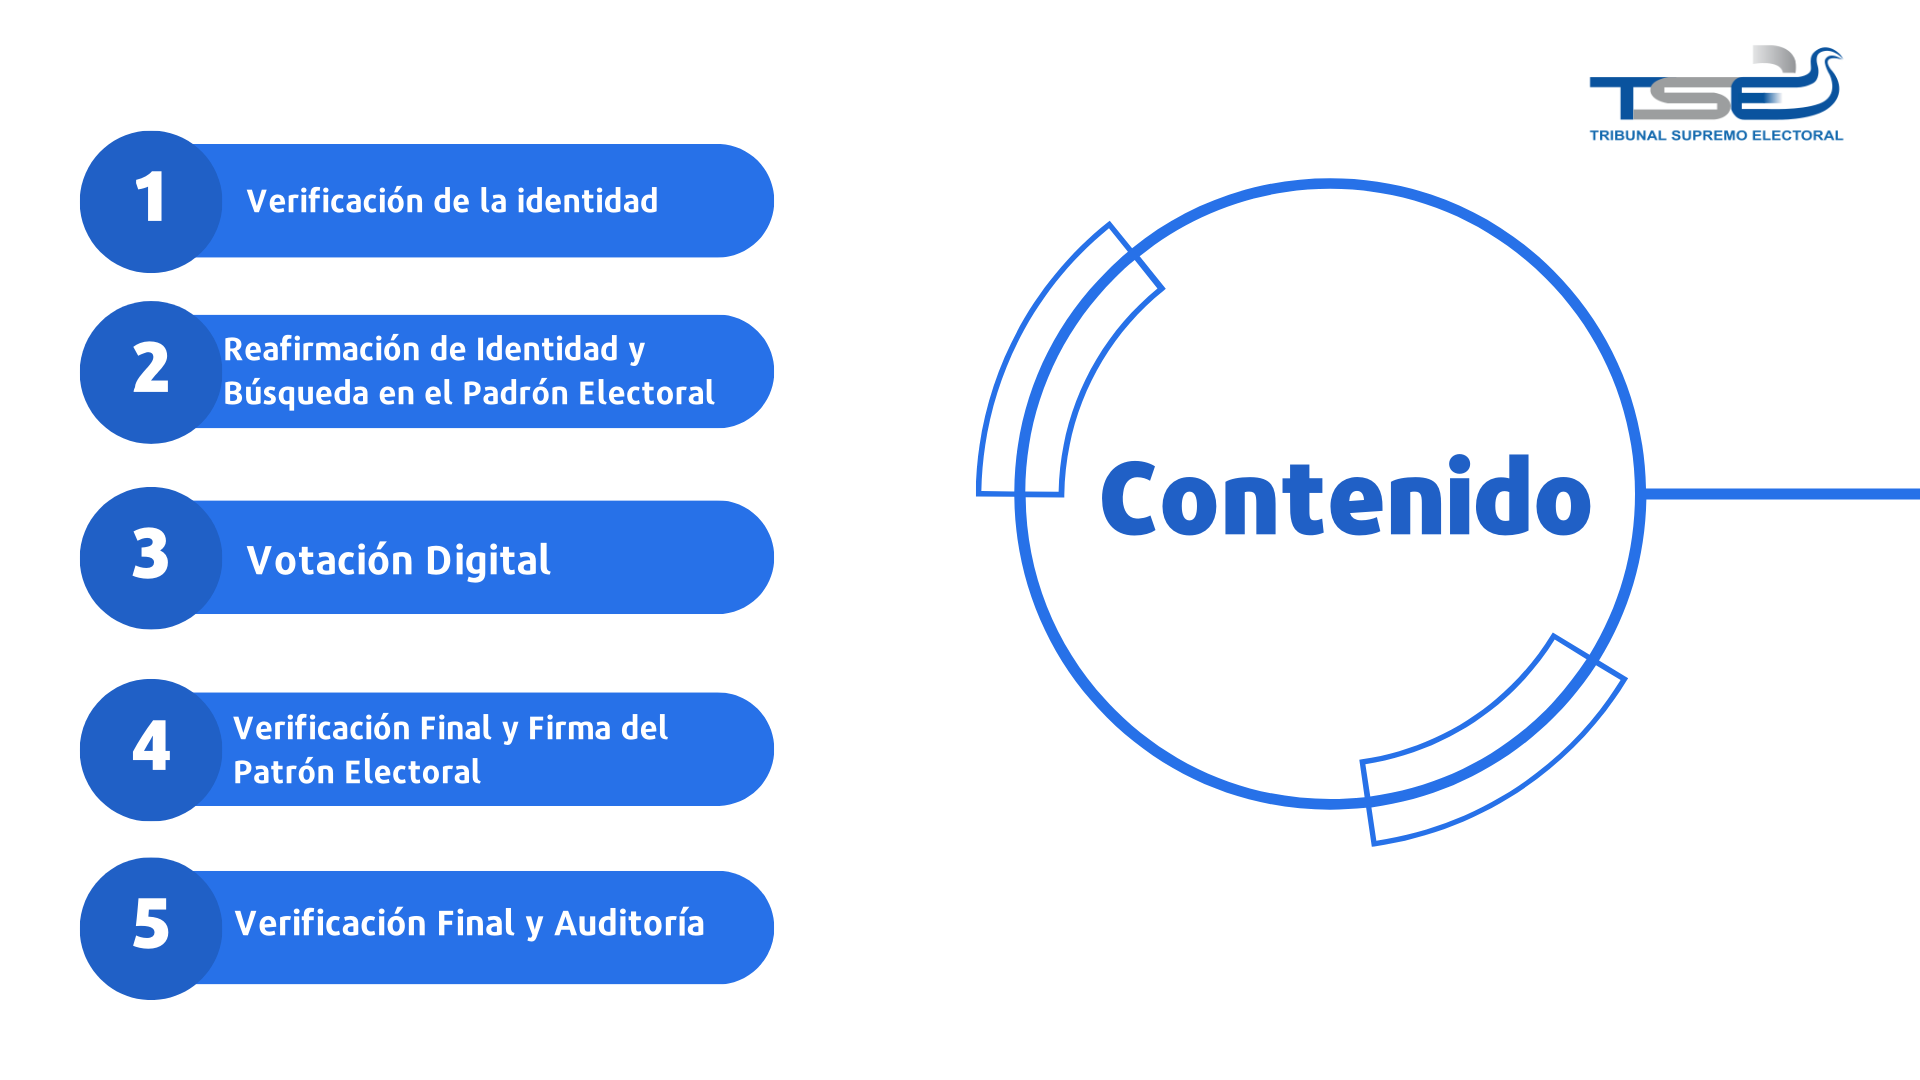 TSE
TRIBUNAL SUPREMO ELECTORAL
1
Verificación de la identidad
2
Reafirmación de Identidad y
Búsqueda en el Padrón Electoral
3
Votación Digital
4
Verificación Final y Firma del
Patrón Electoral
5
Verificación Final y Auditoría
Contenido